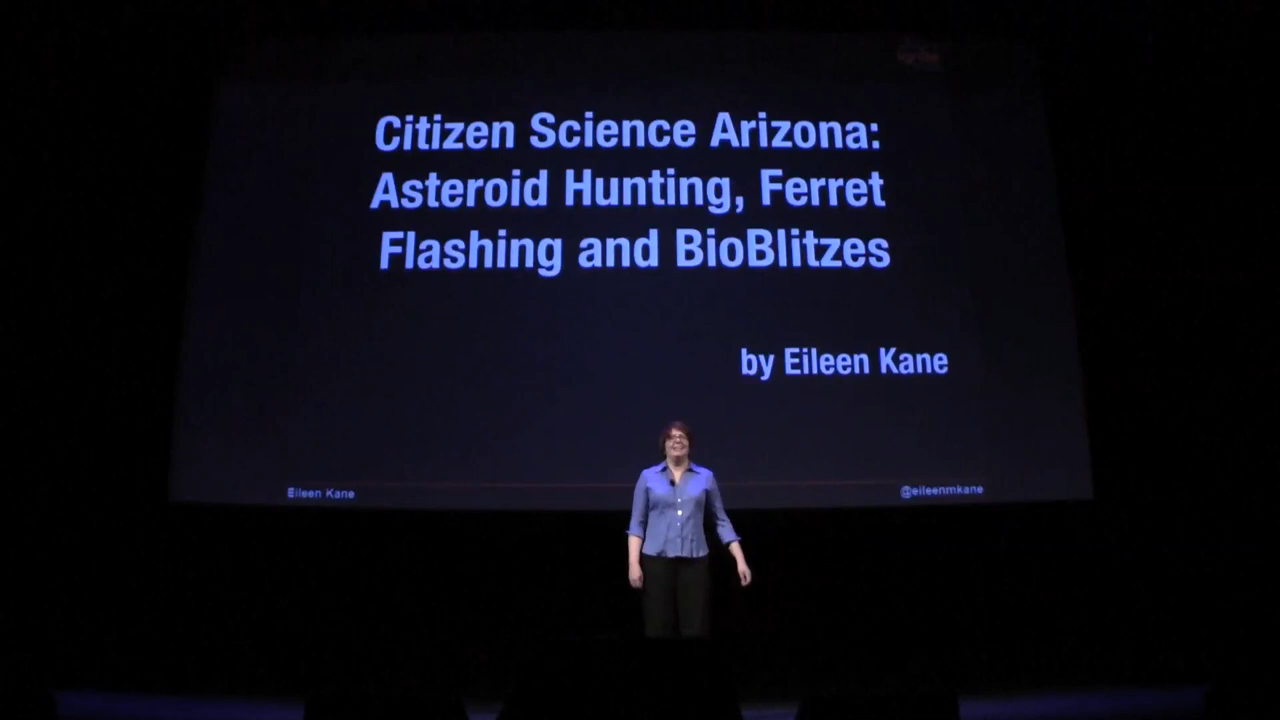 Citizen Science Arizona:
Asteroid Hunting, Ferret
Flashing and BioBlitzes
by Eileen Kane
Eileen Kane
@eileenmkane